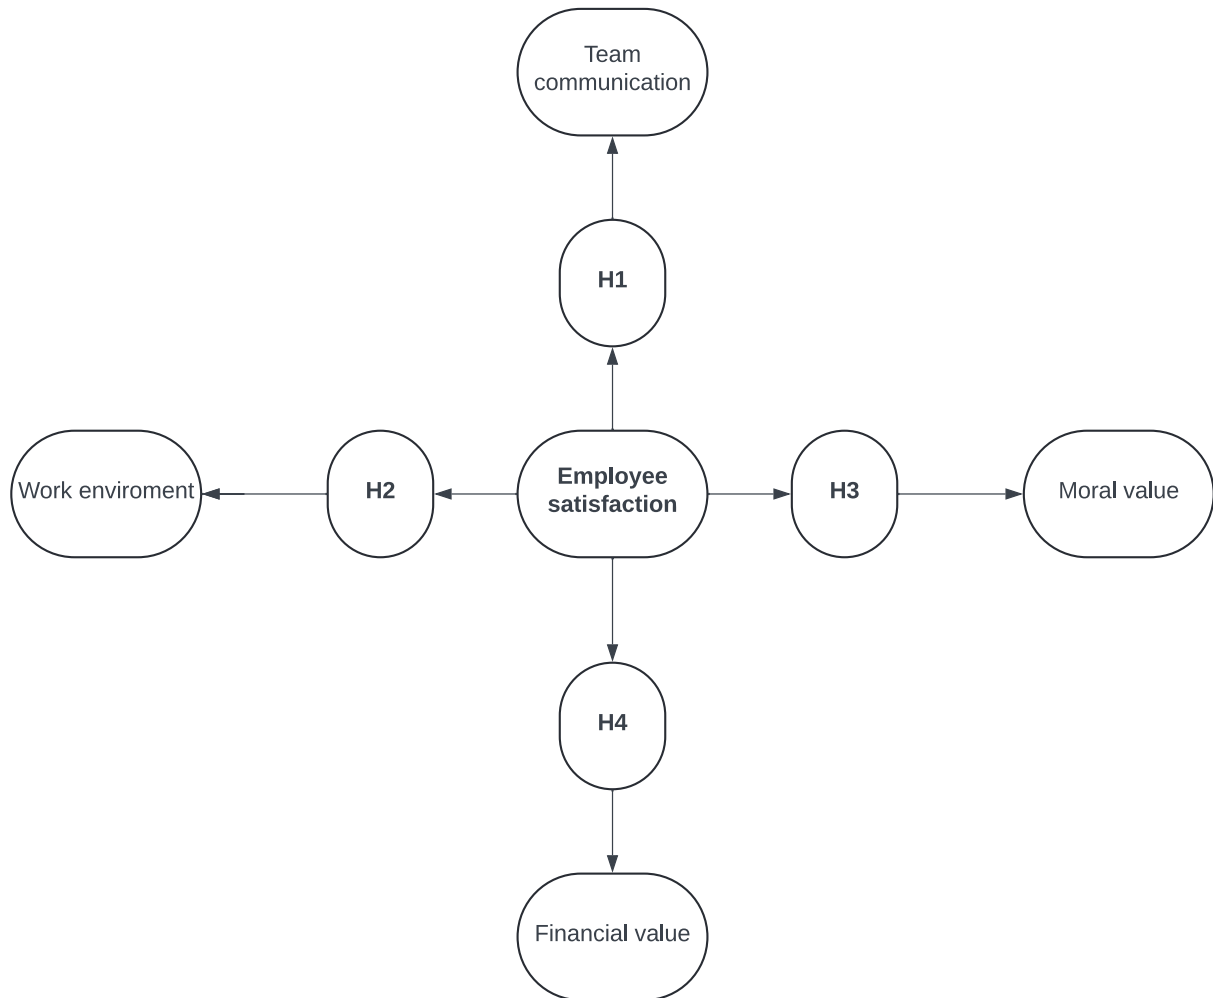 Team
communication
H1
Work enviroment
H2
Employee
satisfaction
H3
Moral value
H4
Financial value